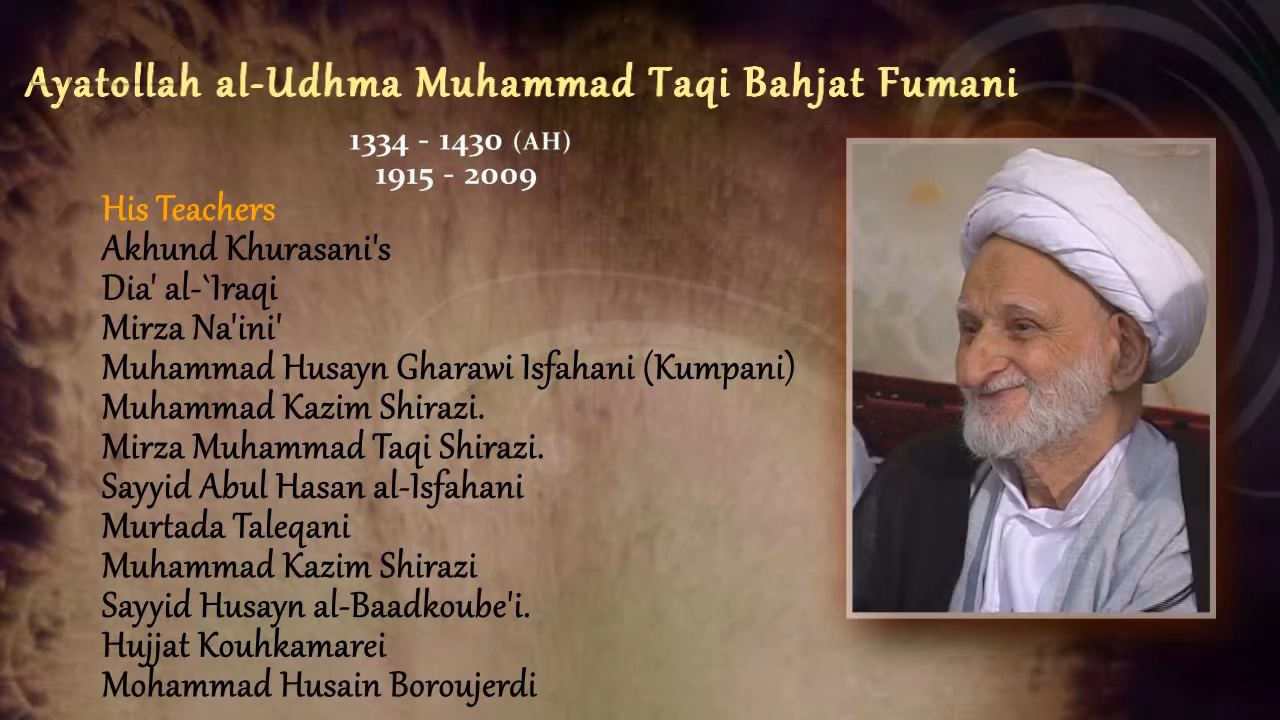 Ayatollah al-Udhma Muhammad Taqi Bahjat Fumani
1334 - 1430 (AH)
1915 - 2009
His Teachers
Akhund Khurasani's
Dia' al-`Iraqi
Mirza Na'ini'
Muhammad Husayn Gharawi Isfahani (Kumpani)
Muhammad Kazim Shirazi.
Mirza Muhammad Taqi Shirazi.
Sayyid Abul Hasan al-Isfahani
Murtada Taleqani
Muhammad Kazim Shirazi
Sayyid Husayn al-Baadkoube'i.
Hujjat Kouhkamarei
Mohammad Husain Boroujerdi